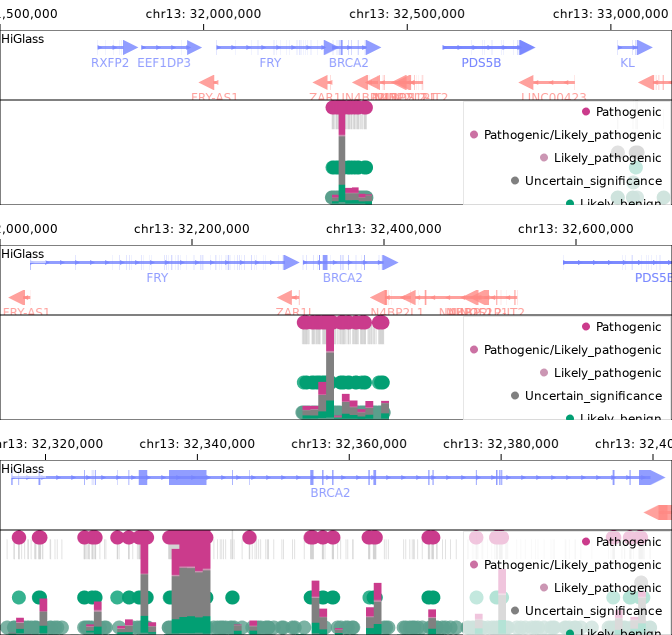 ,500,000 chr13: 32,000,000 chr13: 32,500,000 chr13: 33,000,000
HiGlass
RXFP2 EEF1DP3 FRY BRCA2 PDS5B KL
FRY-AS1 LINC00423
Pathogenic
Pathogenic/Likely_pathogenic
Likely_pathogenic
Uncertain_significance
Likely_benign
:,000,000 chr13: 32,200,000 chr13: 32,400,000 chr13: 32,600,000
HiGlass
FRY BRCA2 PDS5B
FRY-AS1 ZAR1L N4BP2L1
Pathogenic
Pathogenic/Likely_pathogenic
Likely_pathogenic
Uncertain_significance
Likely_benign
hr13: 32,320,000 chr13: 32,340,000 chr13: 32,360,000 chr13: 32,380,000 chr13: 32,40
HiGlass
BRCA2
Pathogenic
Pathogenic/Likely_pathogenic
Likely_pathogenic
Uncertain_significance
Likely_benign